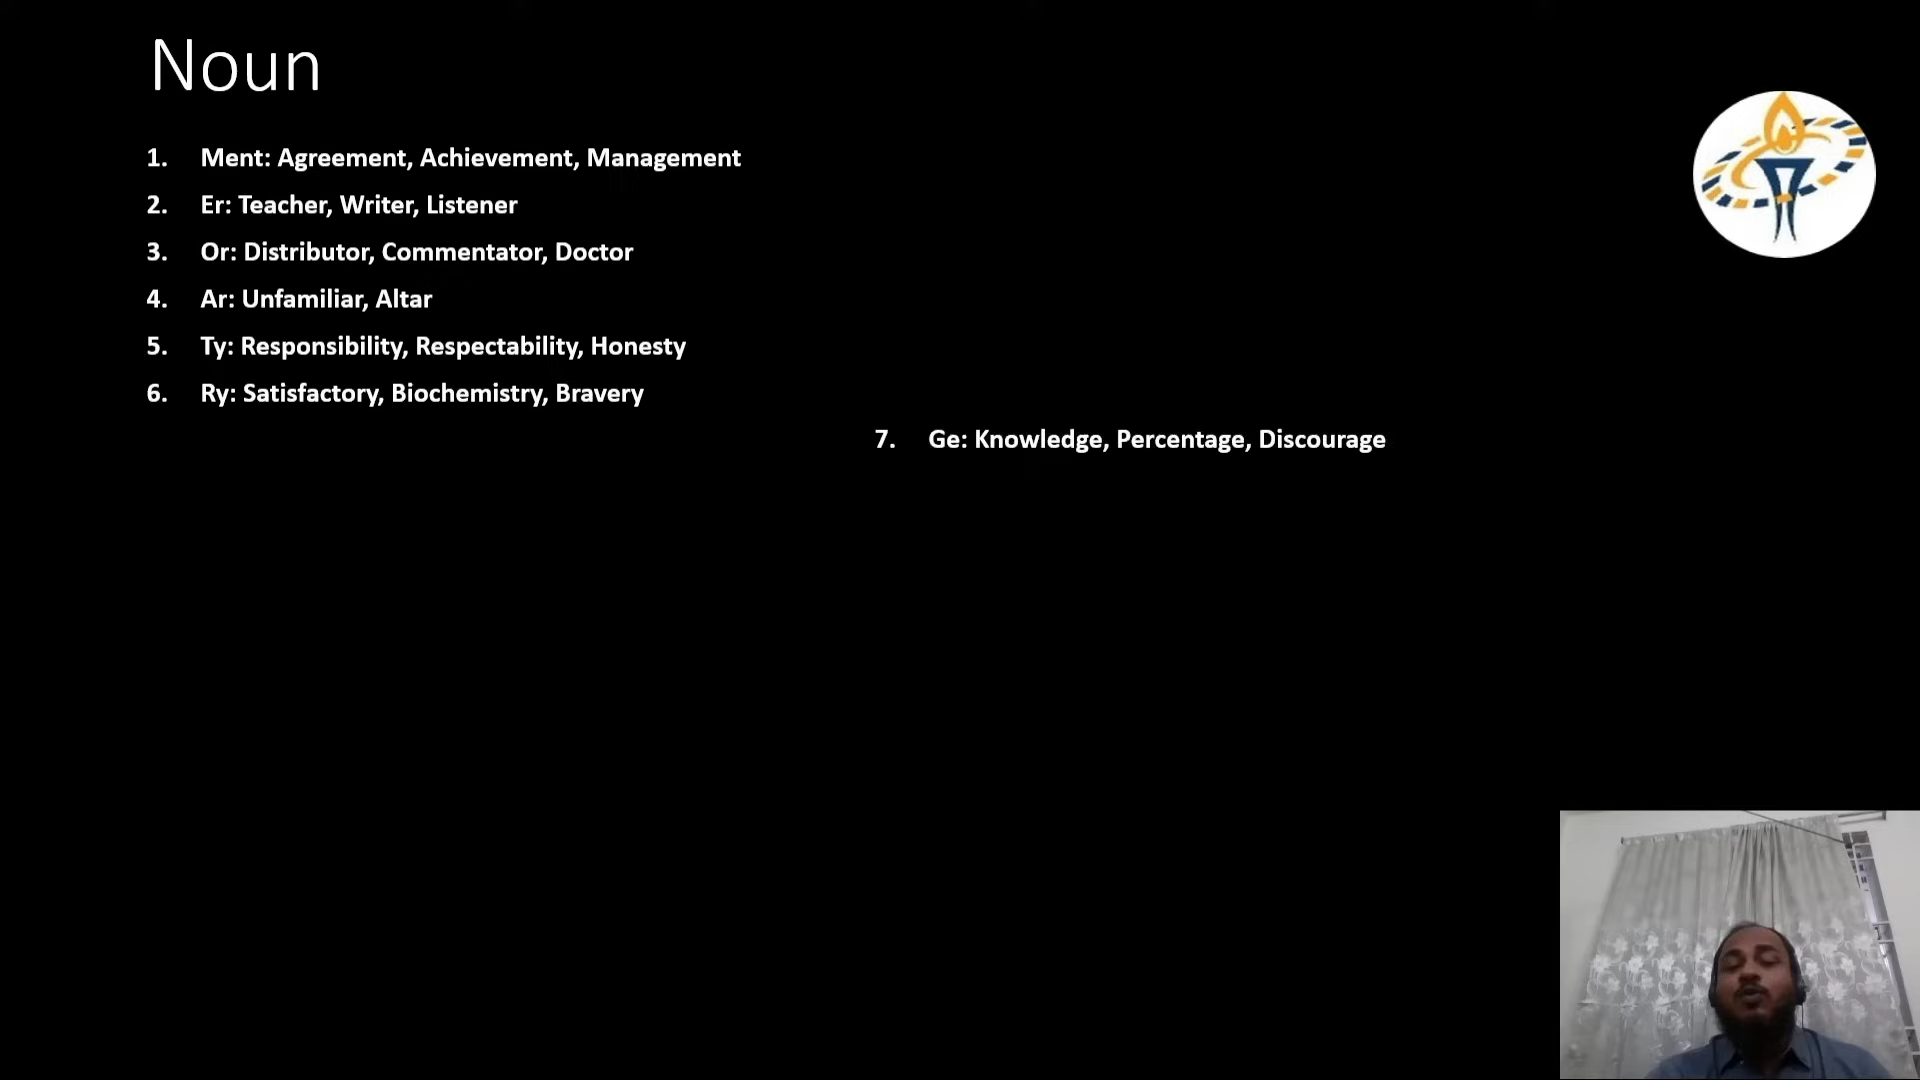 Noun
1. Ment: Agreement, Achievement, Management
2. Er: Teacher, Writer, Listener
3. Or: Distributor, Commentator, Doctor
4. Ar: Unfamiliar, Altar
5. Ty: Responsibility, Respectability, Honesty
6. Ry: Satisfactory, Biochemistry, Bravery
7. Ge: Knowledge, Percentage, Discourage